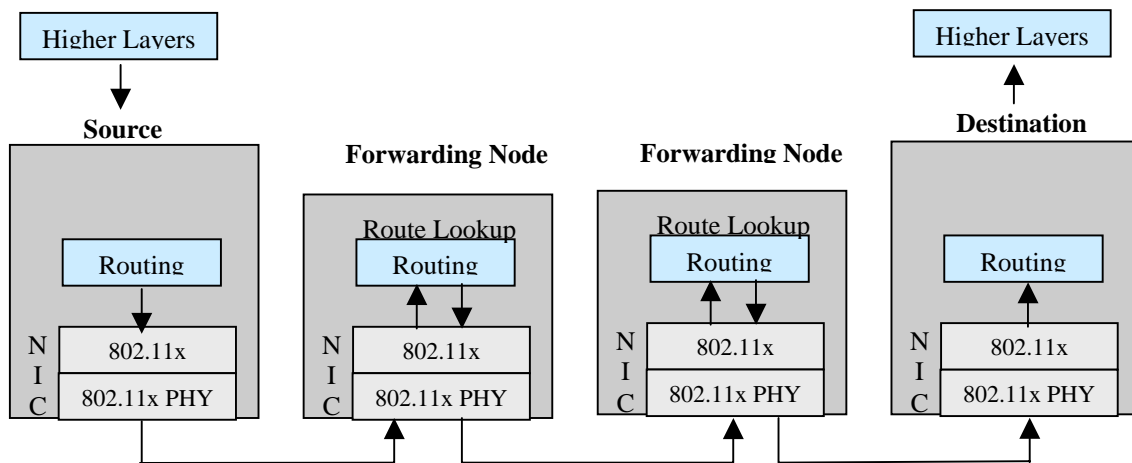 Higher Layers
Higher Layers
Source
Destination
Forwarding Node
Forwarding Node
Route Lookup
Route Lookup
Routing
Routing
Routing
Routing
N
I
C
802.11x
802.11x PHY
N
I
C
802.11x
802.11x PHY
N
I
C
802.11x
802.11x PHY
N
I
C
802.11x
802.11x PHY